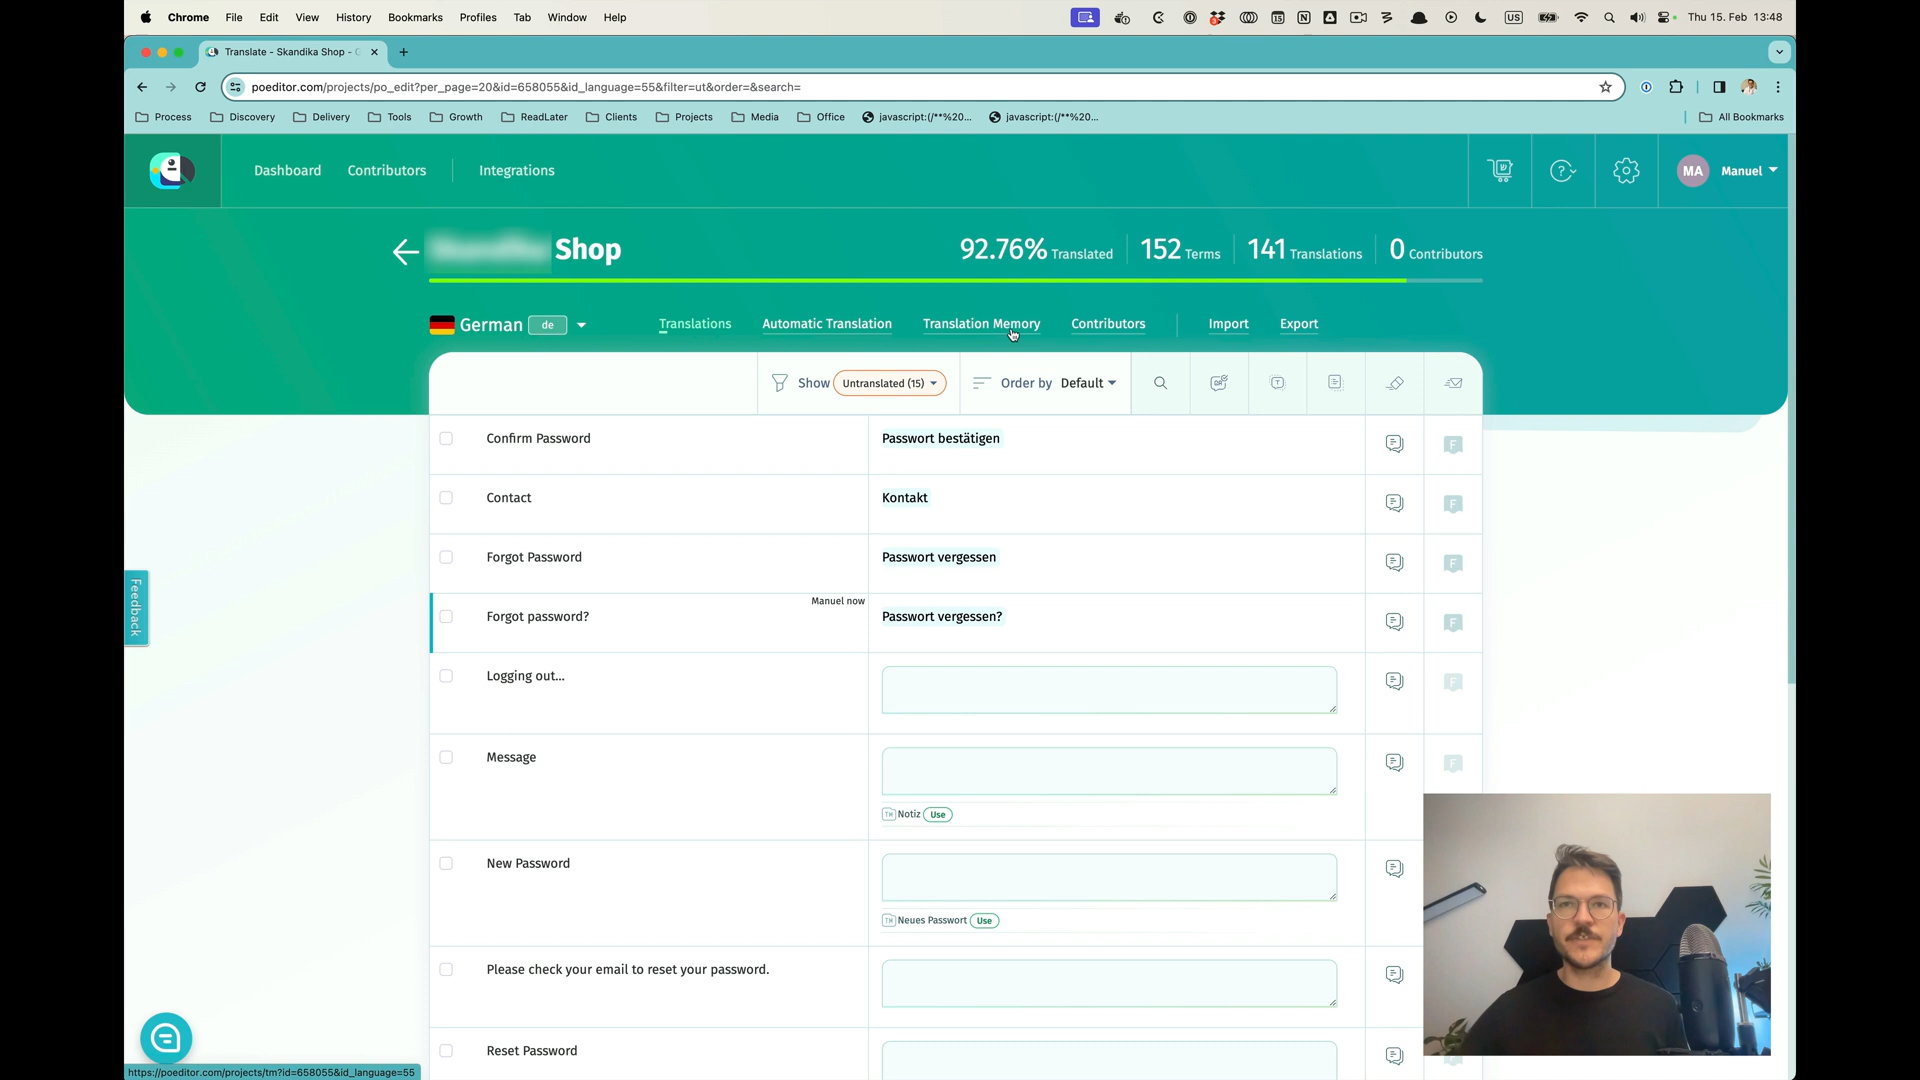 Chrome File Edit View History Bookmarks Profiles Tab Window Help
US Thu 15. Feb 13:48
Translate - Skandika Shop - G
poeditor.com/projects/po_edit?per_page=20&id=658055&id_language=55&filter=ut&order=&search=
Process Discovery Delivery Tools Growth ReadLater Clients Projects Media Office javascript:(/**%20... javascript:(/**%20... All Bookmarks
Dashboard Contributors Integrations
MA Manuel
Shop
92.76% Translated 152 Terms 141 Translations 0 Contributors
German de Translations Automatic Translation Translation Memory Contributors Import Export
Show Untranslated (15) Order by Default
Confirm Password Passwort bestätigen
Contact Kontakt
Forgot Password Passwort vergessen
Manuel now
Forgot password? Passwort vergessen?
Logging out...
Message
Notiz Use
New Password
Neues Passwort Use
Please check your email to reset your password.
Reset Password
Feedback
https://poeditor.com/projects/tm?id=658055&id_language=55